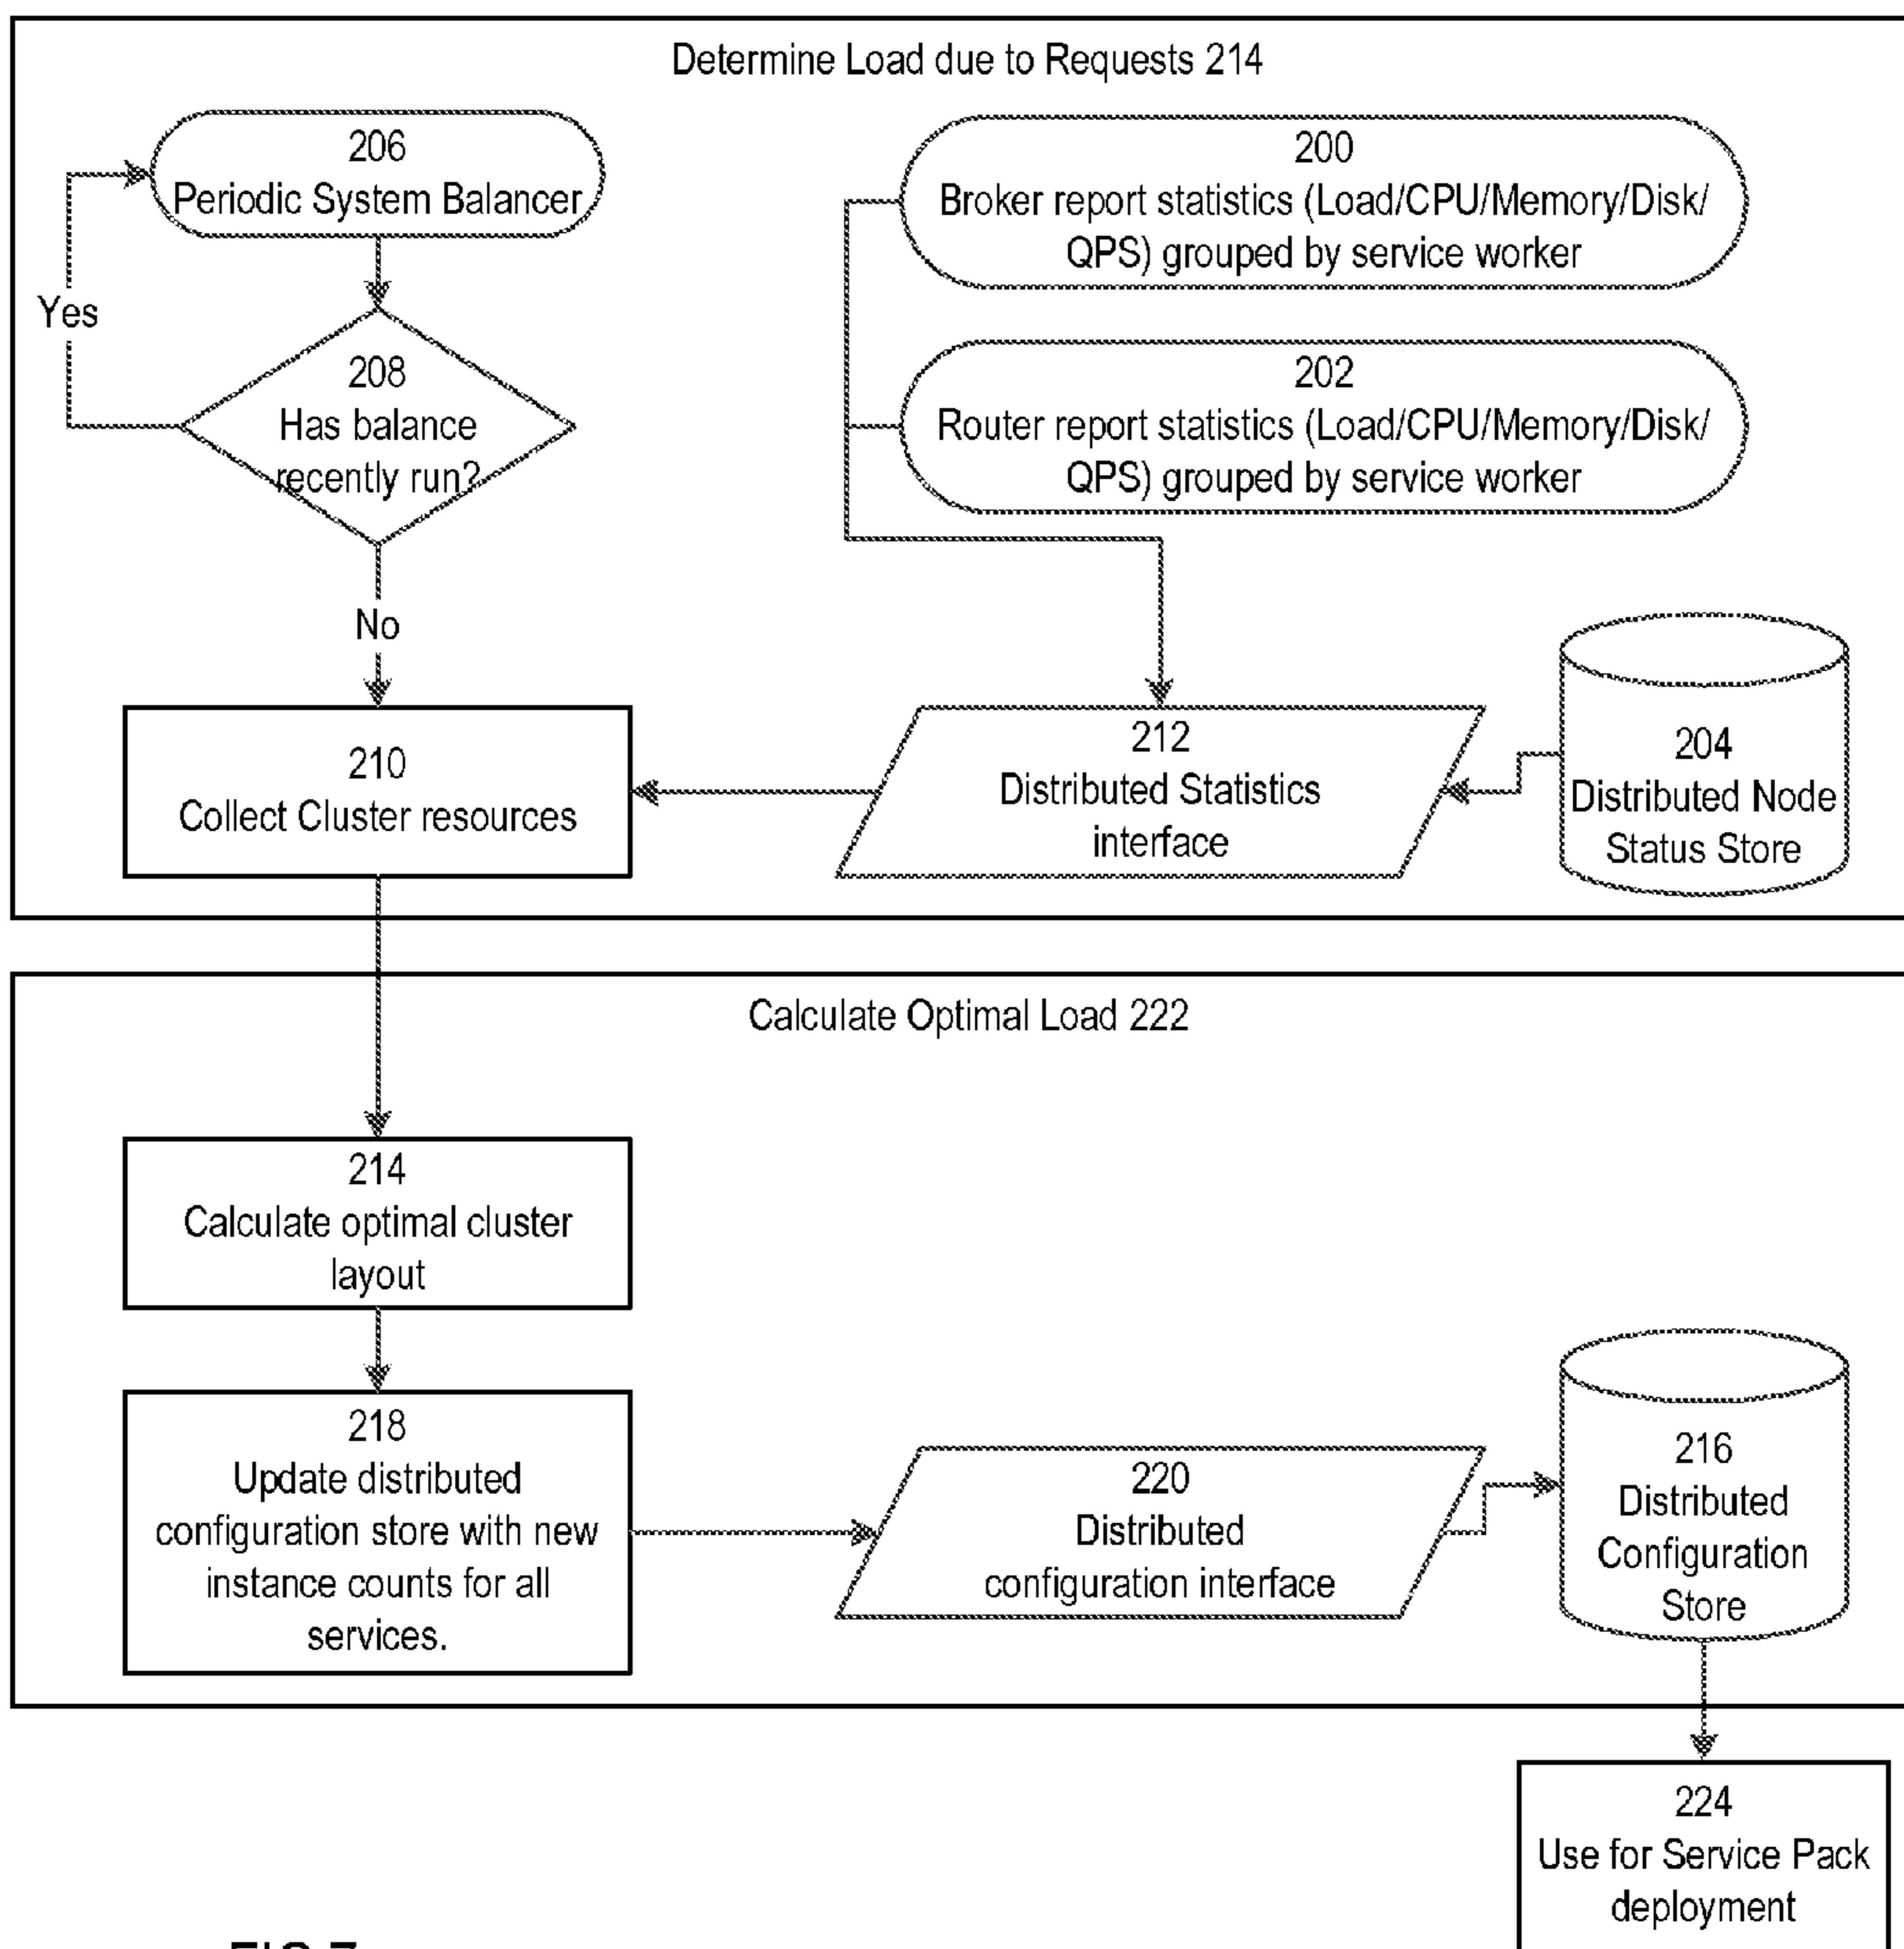 Determine Load due to Requests 214
206
Periodic System Balancer
200
Broker report statistics (Load/CPU/Memory/Disk/
QPS) grouped by service worker
Yes
208
Has balance
recently run?
202
Router report statistics (Load/CPU/Memory/Disk/
QPS) grouped by service worker
No
210
Collect Cluster resources
212
Distributed Statistics
interface
204
Distributed Node
Status Store
Calculate Optimal Load 222
214
Calculate optimal cluster
layout
218
Update distributed
configuration store with new
instance counts for all
services.
220
Distributed
configuration interface
216
Distributed
Configuration
Store
224
Use for Service Pack
deployment